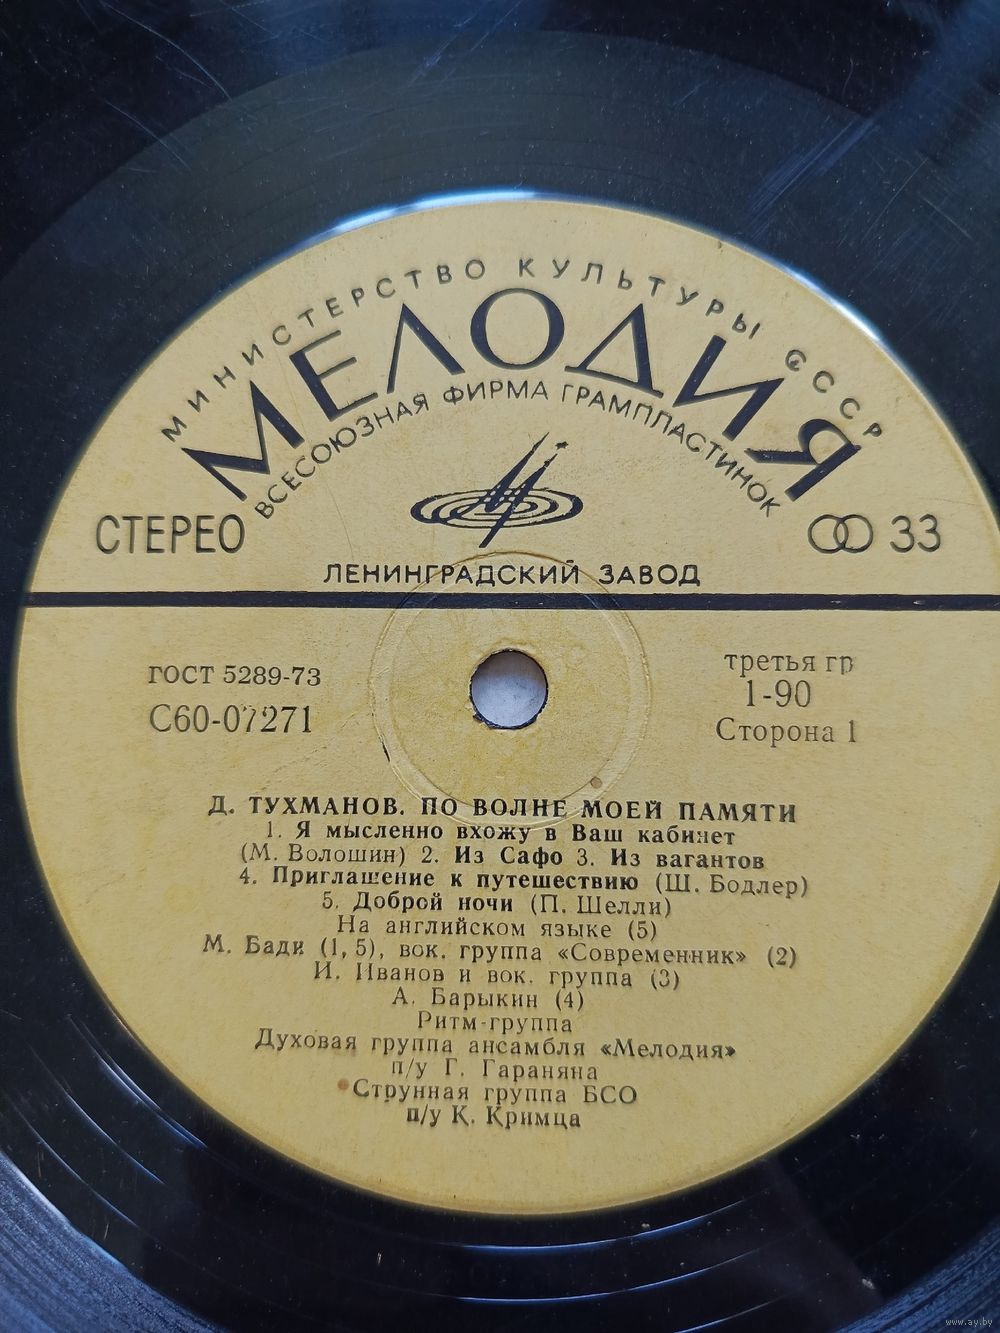 МИНИСТЕРСТВО КУЛЬТУРЫ СССР
МЕЛОДИЯ
ВСЕСОЮЗНАЯ ФИРМА ГРАМПЛАСТИНОК
СТЕРЕО
33
ЛЕНИНГРАДСКИЙ ЗАВОД
ГОСТ 5289-73
С60-07271
третья гр
1-90
Сторона 1
Д. ТУХМАНОВ. ПО ВОЛНЕ МОЕЙ ПАМЯТИ
1. Я мысленно вхожу в Ваш кабинет
(М. Волошин) 2. Из Сафо 3. Из вагантов
4. Приглашение к путешествию (Ш. Бодлер)
5. Доброй ночи (П. Шелли)
На английском языке (5)
М. Бади (1, 5), вок. группа «Современник» (2)
И. Иванов и вок. группа (3)
А. Барыкин (4)
Ритм-группа
Духовая группа ансамбля «Мелодия»
п/у Г. Гараняна
Струнная группа БСО
п/у К. Кримца
www.ay.by